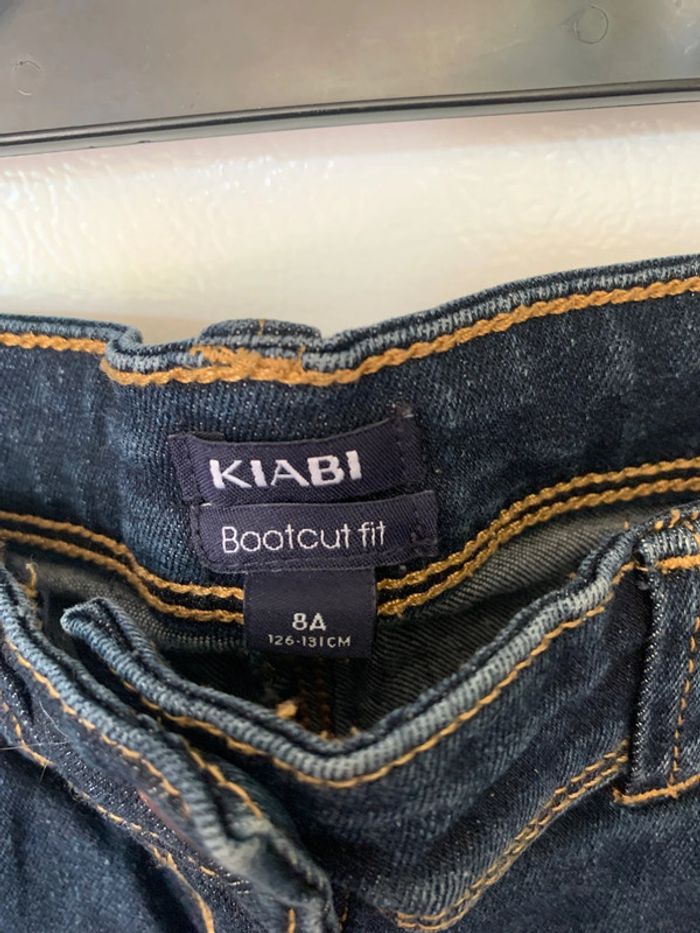 KIABI
Bootcut fit
8A
126-131CM